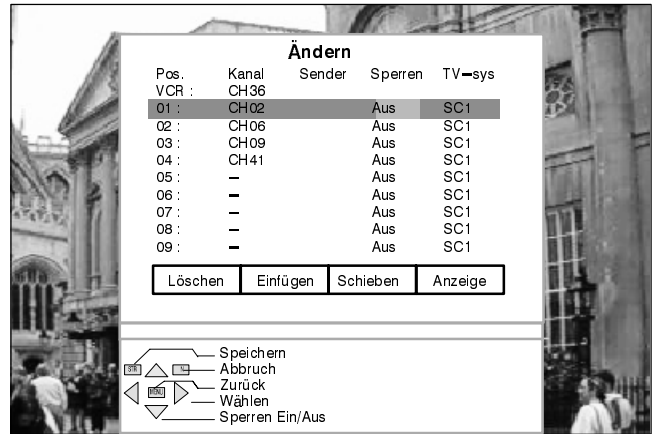 Ändern
Pos. Kanal Sender Sperren TV-sys
VCR : CH36
01 : CH02 Aus SC1
02 : CH06 Aus SC1
03 : CH09 Aus SC1
04 : CH41 Aus SC1
05 : – Aus SC1
06 : – Aus SC1
07 : – Aus SC1
08 : – Aus SC1
09 : – Aus SC1
Löschen Einfügen Schieben Anzeige
Speichern
STR Abbruch
Zurück
MENU Wählen
Sperren Ein/Aus